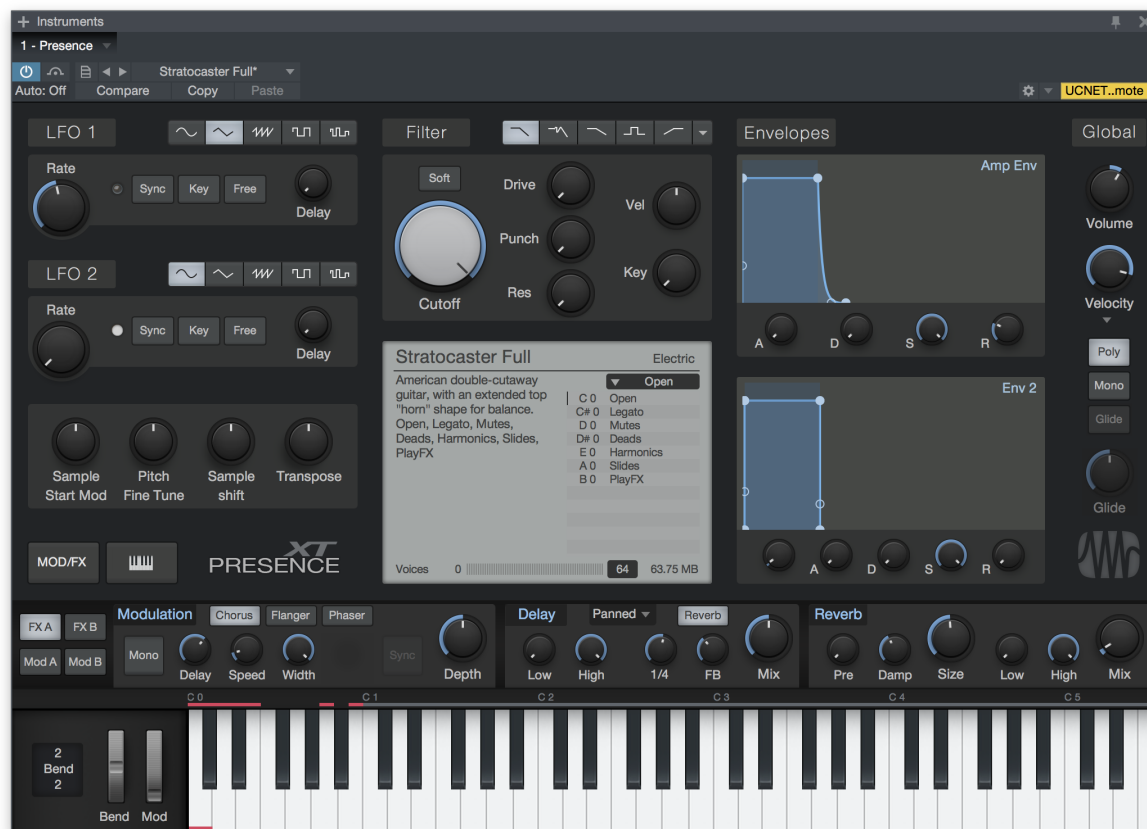 Instruments
1 - Presence
Stratocaster Full*
Auto: Off Compare Copy Paste
UCNET..mote
LFO 1
Rate
Sync Key Free
Delay
LFO 2
Rate
Sync Key Free
Delay
Sample Start Mod
Pitch Fine Tune
Sample shift
Transpose
MOD/FX
PRESENCE XT
Filter
Soft
Drive
Vel
Punch
Key
Res
Cutoff
Stratocaster Full Electric
American double-cutaway
guitar, with an extended top
"horn" shape for balance.
Open, Legato, Mutes,
Deads, Harmonics, Slides,
PlayFX
Open
C 0 Open
C# 0 Legato
D 0 Mutes
D# 0 Deads
E 0 Harmonics
A 0 Slides
B 0 PlayFX
Voices 0 64 63.75 MB
Envelopes
Amp Env
A D S R
Env 2
A D S R
Global
Volume
Velocity
Poly
Mono
Glide
Glide
FX A FX B
Mod A Mod B
Modulation Chorus Flanger Phaser
Mono
Sync
Delay Speed Width Depth
Delay Panned Reverb
Low High 1/4 FB Mix
Reverb
Pre Damp Size Low High Mix
C 0 C 1 C 2 C 3 C 4 C 5
2
Bend
2
Bend Mod